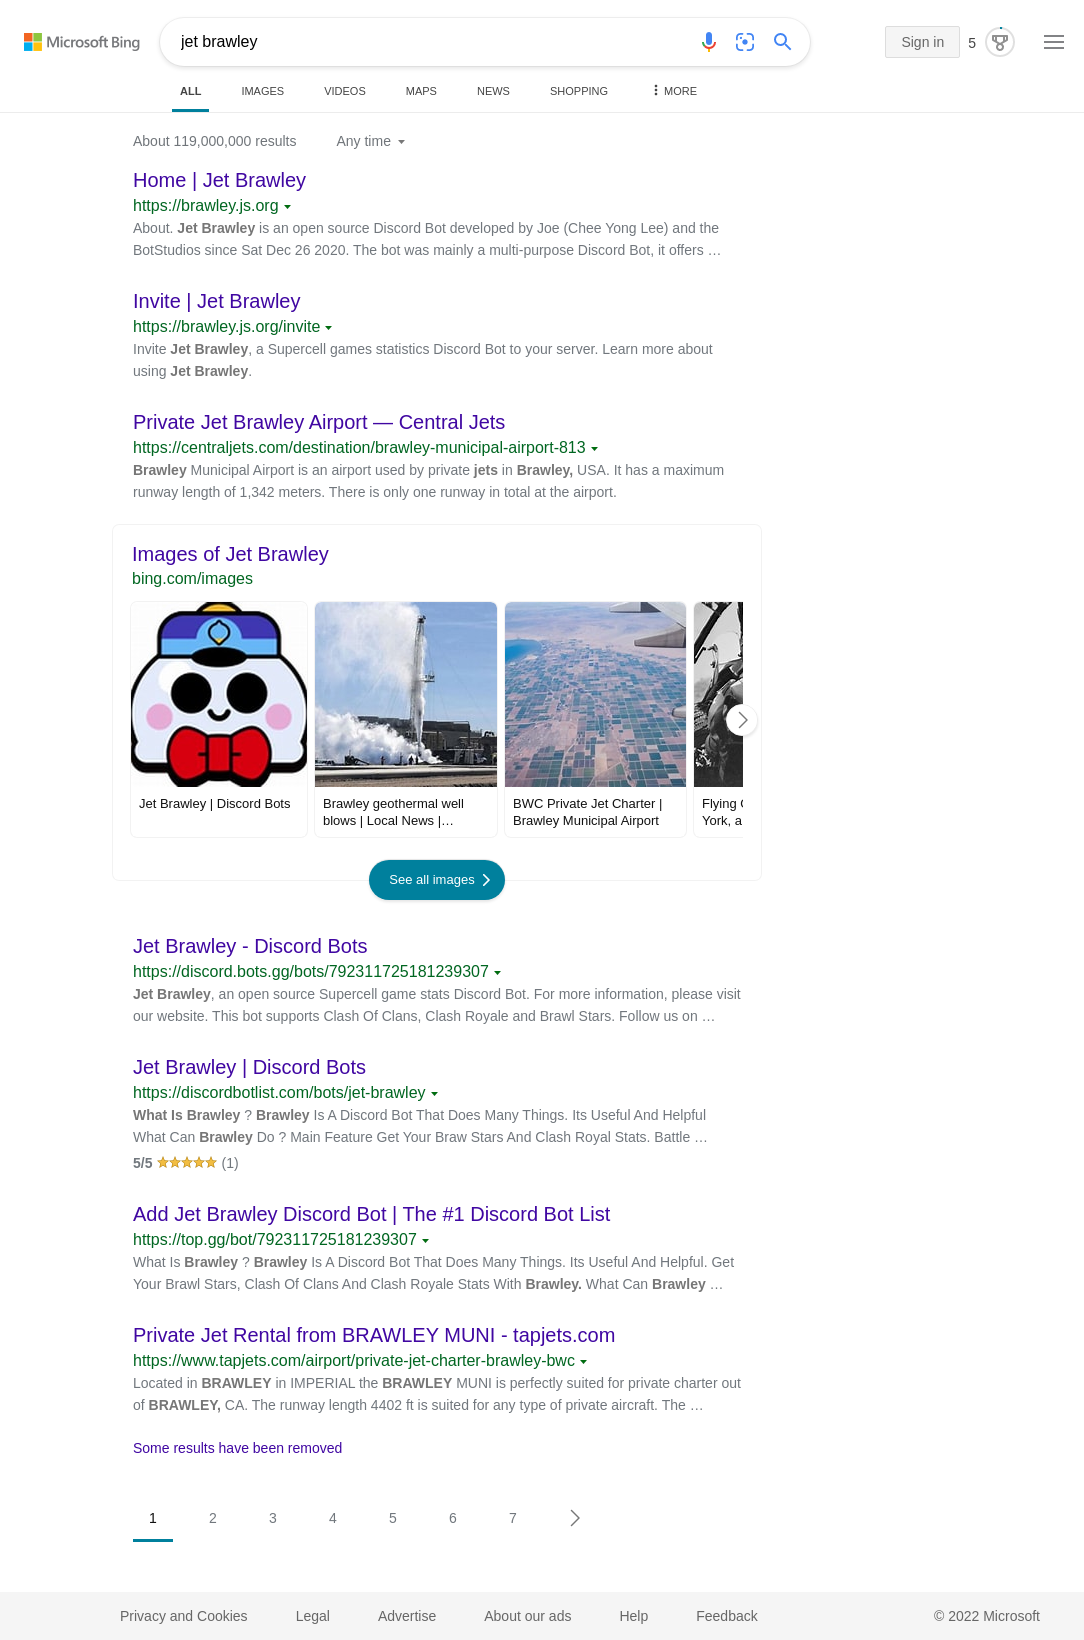 Microsoft Bing
jet brawley
Sign in
5
ALL
IMAGES
VIDEOS
MAPS
NEWS
SHOPPING
MORE
About 119,000,000 results
Any time
Home | Jet Brawley
https://brawley.js.org
About. Jet Brawley is an open source Discord Bot developed by Joe (Chee Yong Lee) and the
BotStudios since Sat Dec 26 2020. The bot was mainly a multi-purpose Discord Bot, it offers …
Invite | Jet Brawley
https://brawley.js.org/invite
Invite Jet Brawley, a Supercell games statistics Discord Bot to your server. Learn more about
using Jet Brawley.
Private Jet Brawley Airport — Central Jets
https://centraljets.com/destination/brawley-municipal-airport-813
Brawley Municipal Airport is an airport used by private jets in Brawley, USA. It has a maximum
runway length of 1,342 meters. There is only one runway in total at the airport.
Images of Jet Brawley
bing.com/images
Jet Brawley | Discord Bots
Brawley geothermal well
blows | Local News |…
BWC Private Jet Charter |
Brawley Municipal Airport
Flying
York, a
See all images
Jet Brawley - Discord Bots
https://discord.bots.gg/bots/792311725181239307
Jet Brawley, an open source Supercell game stats Discord Bot. For more information, please visit
our website. This bot supports Clash Of Clans, Clash Royale and Brawl Stars. Follow us on …
Jet Brawley | Discord Bots
https://discordbotlist.com/bots/jet-brawley
What Is Brawley ? Brawley Is A Discord Bot That Does Many Things. Its Useful And Helpful
What Can Brawley Do ? Main Feature Get Your Braw Stars And Clash Royal Stats. Battle …
5/5 (1)
Add Jet Brawley Discord Bot | The #1 Discord Bot List
https://top.gg/bot/792311725181239307
What Is Brawley ? Brawley Is A Discord Bot That Does Many Things. Its Useful And Helpful. Get
Your Brawl Stars, Clash Of Clans And Clash Royale Stats With Brawley. What Can Brawley …
Private Jet Rental from BRAWLEY MUNI - tapjets.com
https://www.tapjets.com/airport/private-jet-charter-brawley-bwc
Located in BRAWLEY in IMPERIAL the BRAWLEY MUNI is perfectly suited for private charter out
of BRAWLEY, CA. The runway length 4402 ft is suited for any type of private aircraft. The …
Some results have been removed
1
2
3
4
5
6
7
Privacy and Cookies
Legal
Advertise
About our ads
Help
Feedback
© 2022 Microsoft